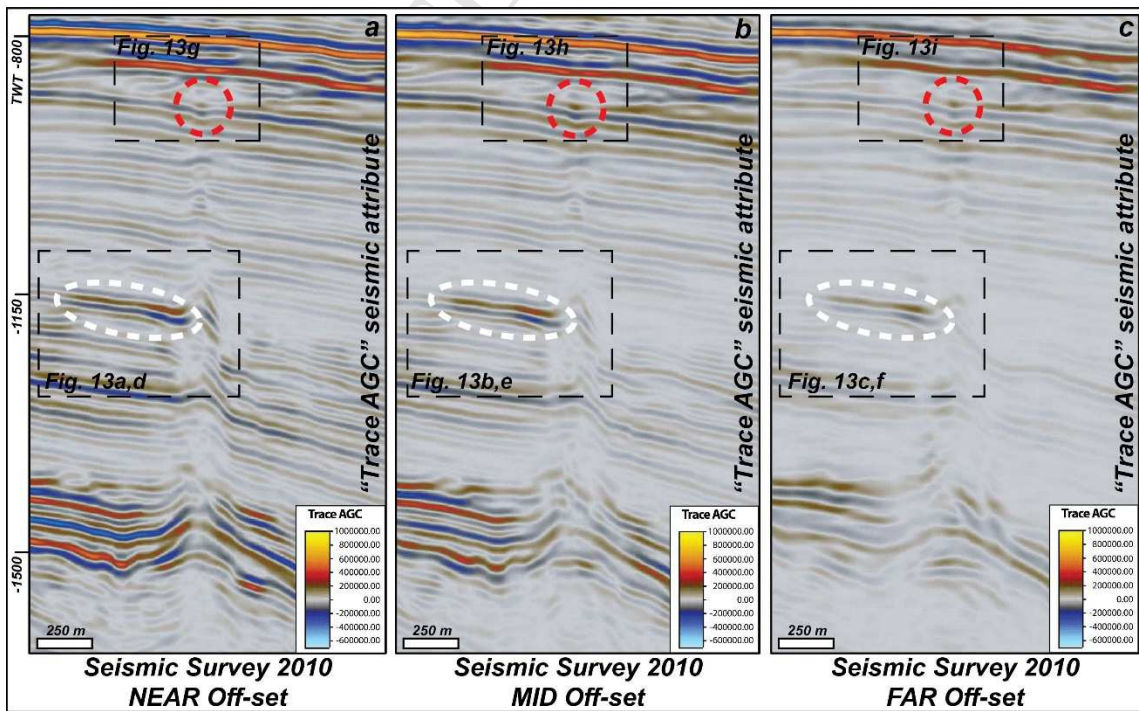 a
Fig. 13g
TWT -800
-1150
-1500
Fig. 13a,d
"Trace AGC" seismic attribute
Trace AGC
1000000.00
800000.00
600000.00
400000.00
200000.00
0.00
-200000.00
-400000.00
-600000.00
250 m
Seismic Survey 2010
NEAR Off-set
b
Fig. 13h
Fig. 13b,e
"Trace AGC" seismic attribute
Trace AGC
1000000.00
800000.00
600000.00
400000.00
200000.00
0.00
-200000.00
-400000.00
-600000.00
250 m
Seismic Survey 2010
MID Off-set
c
Fig. 13i
Fig. 13c,f
"Trace AGC" seismic attribute
Trace AGC
1000000.00
800000.00
600000.00
400000.00
200000.00
0.00
-200000.00
-400000.00
-600000.00
250 m
Seismic Survey 2010
FAR Off-set